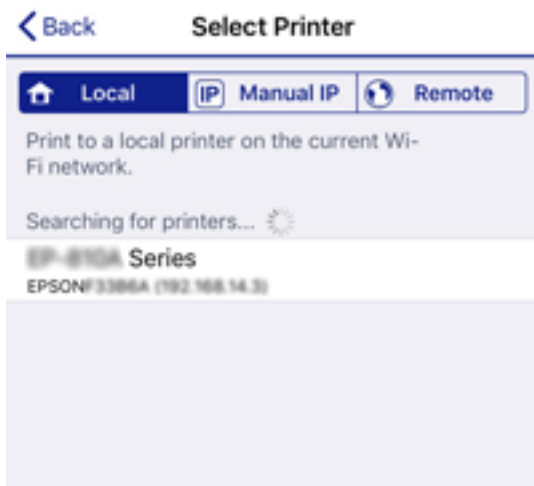 Back
Select Printer
Local
IP Manual IP
Remote
Print to a local printer on the current Wi-
Fi network.
Searching for printers...
Series
EPSON